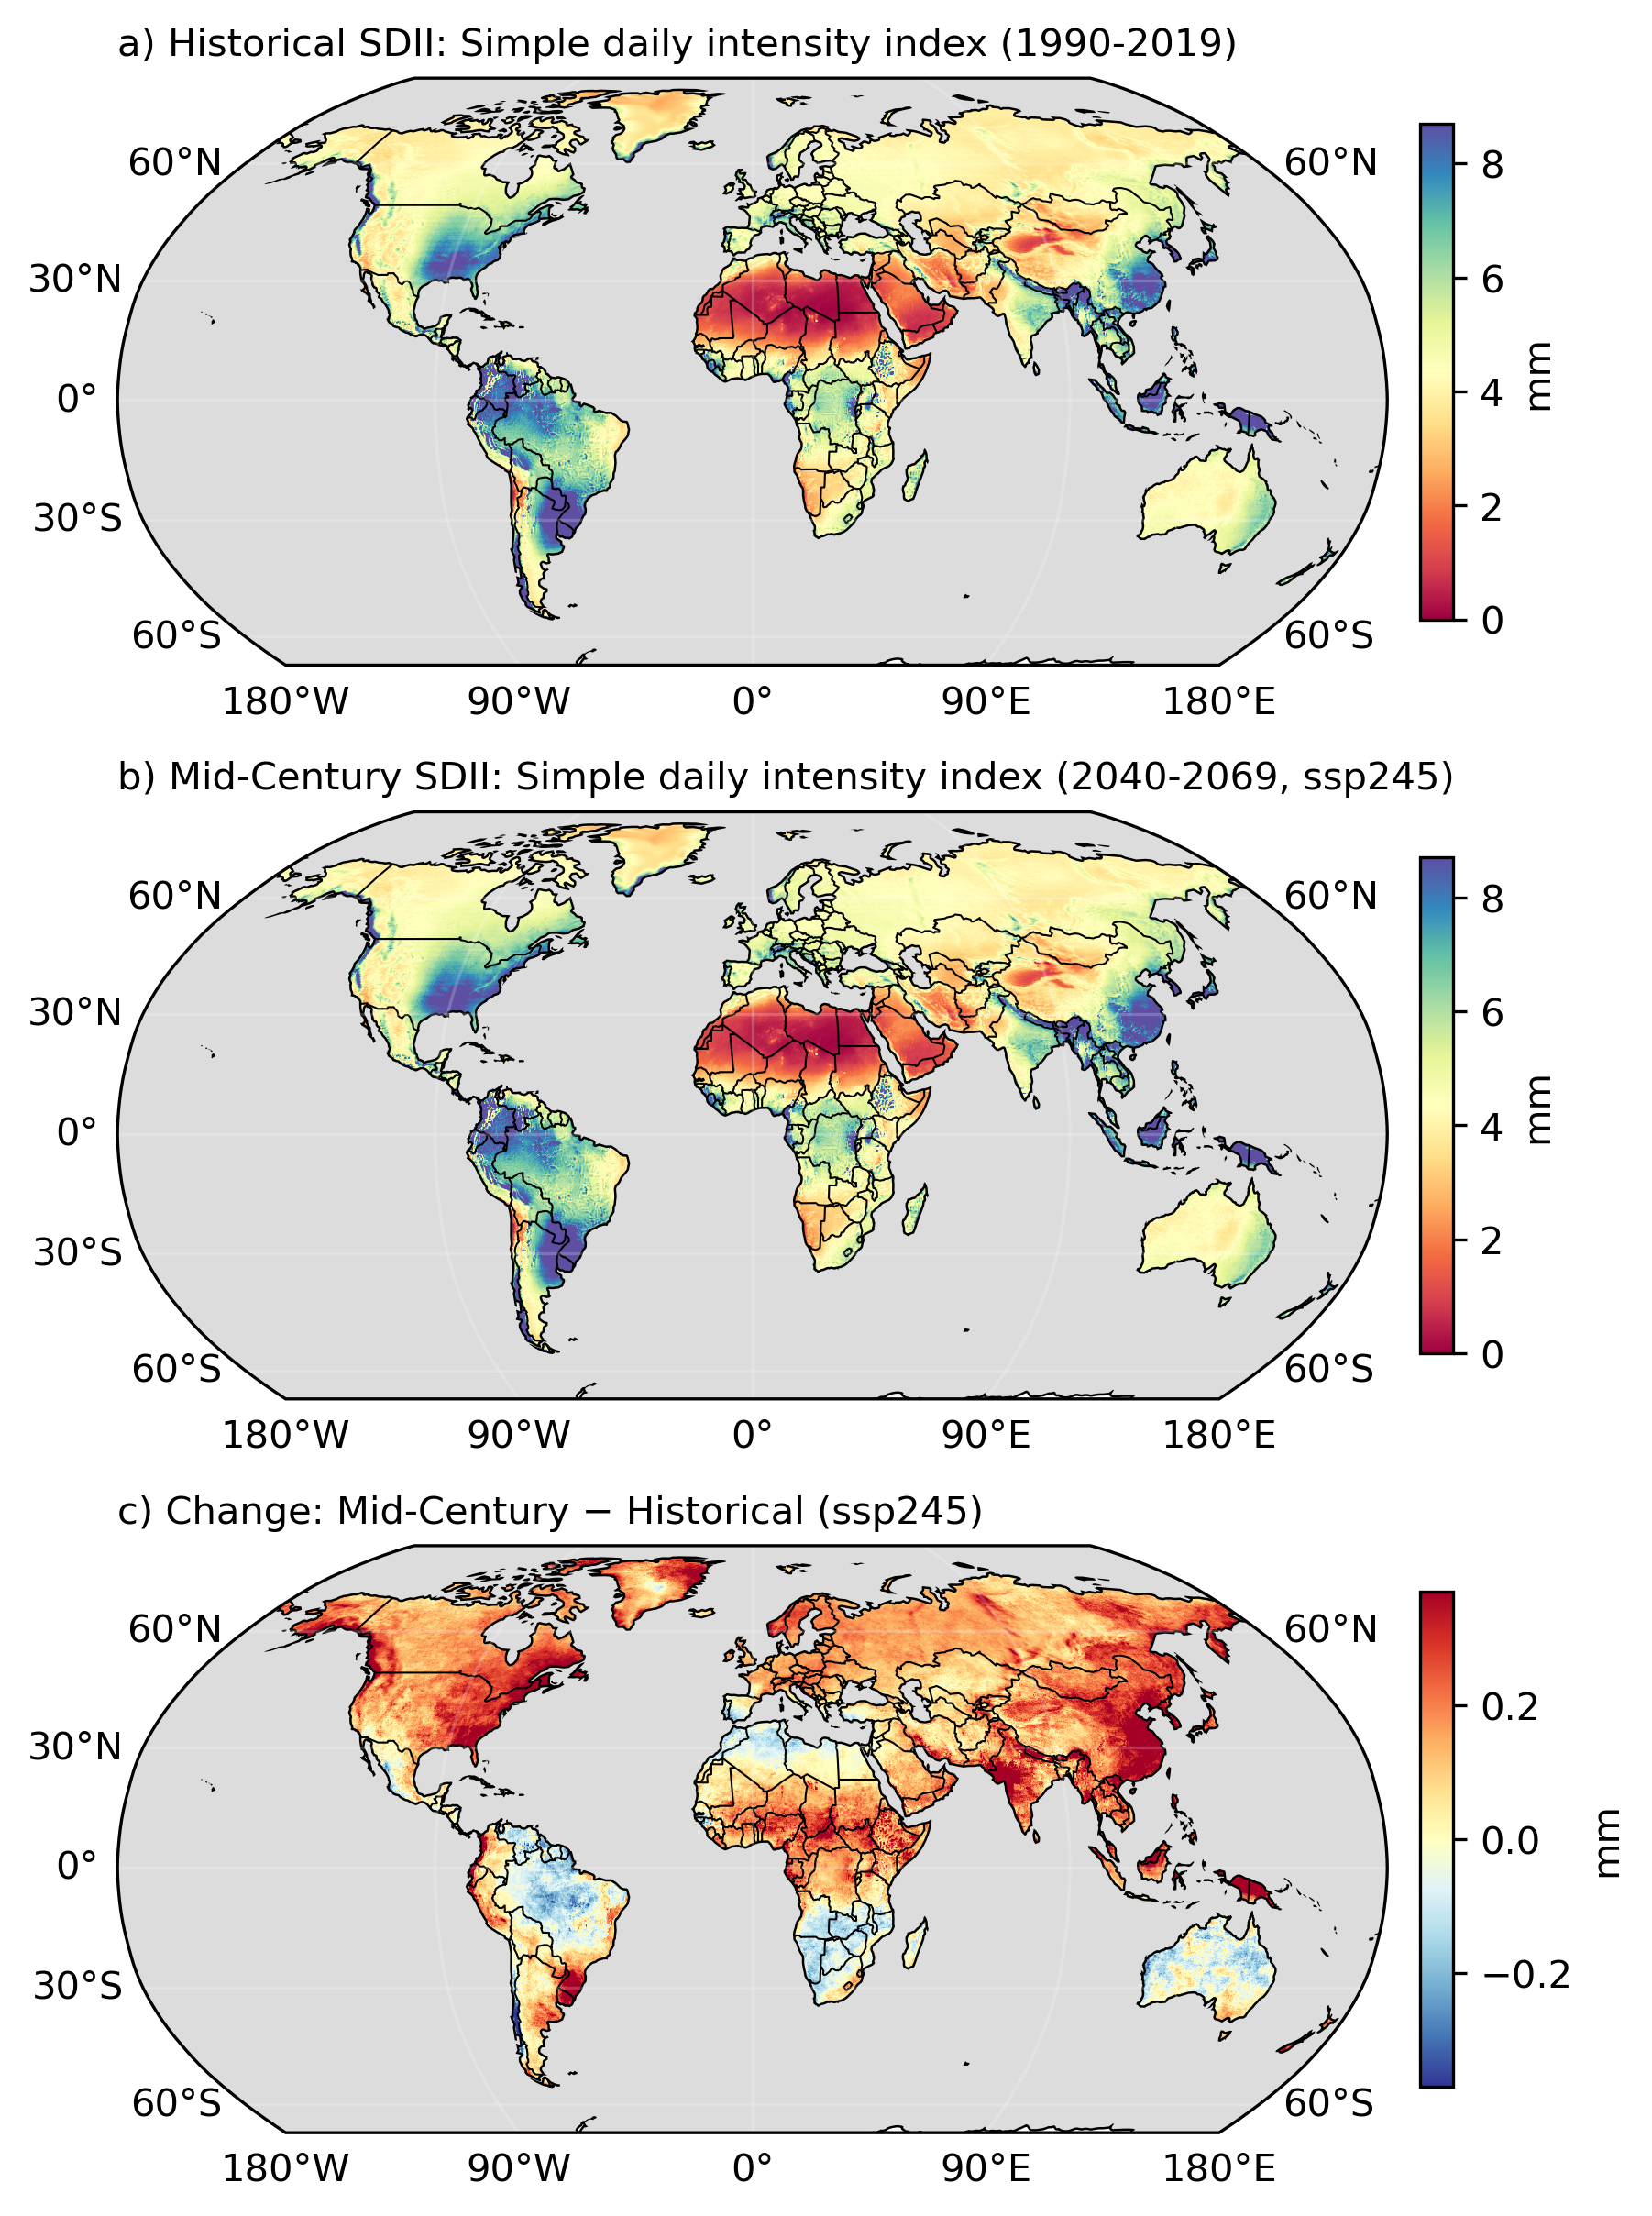 a) Historical SDII: Simple daily intensity index (1990-2019)
60°N 60°N
30°N
0°
30°S
60°S 60°S
180°W 90°W 0° 90°E 180°E
8
6
4
2
0
mm
b) Mid-Century SDII: Simple daily intensity index (2040-2069, ssp245)
60°N 60°N
30°N
0°
30°S
60°S 60°S
180°W 90°W 0° 90°E 180°E
8
6
4
2
0
mm
c) Change: Mid-Century − Historical (ssp245)
60°N 60°N
30°N
0°
30°S
60°S 60°S
180°W 90°W 0° 90°E 180°E
0.2
0.0
−0.2
mm